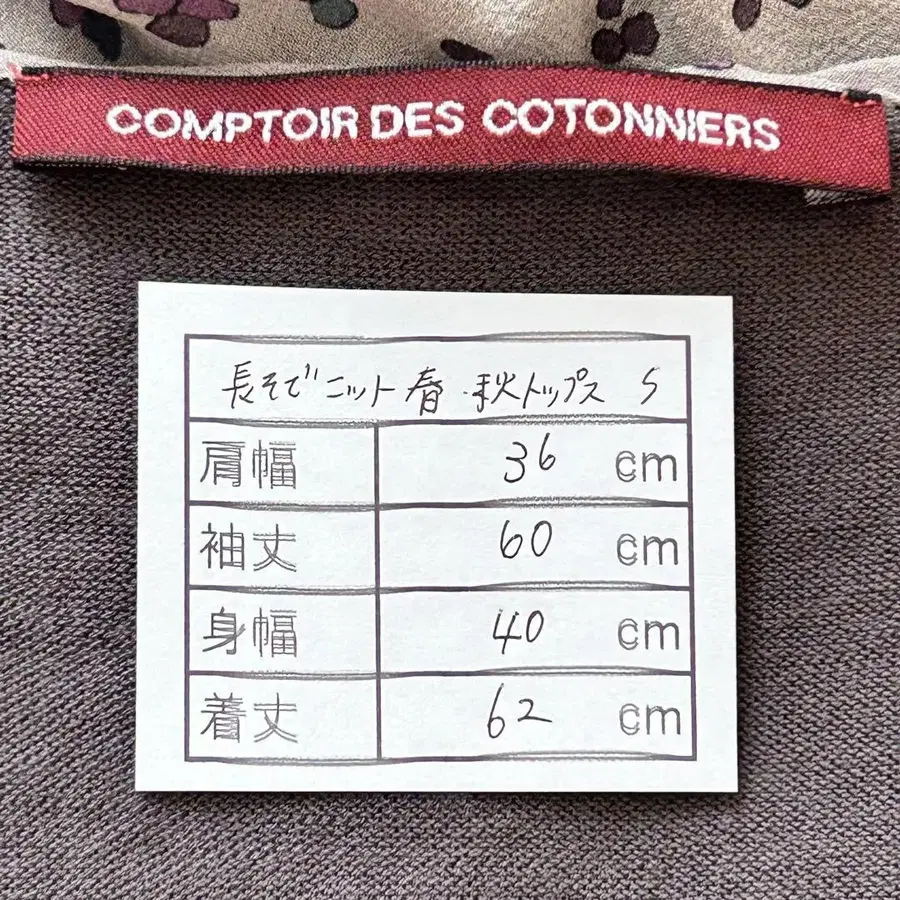 COMPTOIR DES COTONNIERS
長そでニット 春・秋トップス S
肩幅 36 cm
袖丈 60 cm
身幅 40 cm
着丈 62 cm